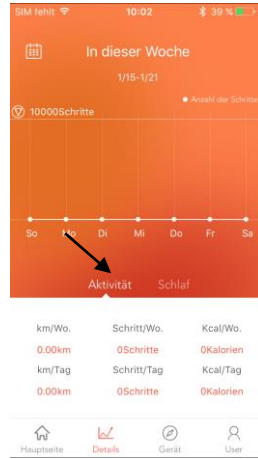 SIM fehlt 10:02 39 %
In dieser Woche
1/15-1/21
Anzahl der Schritte
10000Schritte
So Mo Di Mi Do Fr Sa
Aktivität Schlaf
km/Wo. Schritt/Wo. Kcal/Wo.
0.00km 0Schritte 0Kalorien
km/Tag Schritt/Tag Kcal/Tag
0.00km 0Schritte 0Kalorien
Hauptseite Details Gerät User